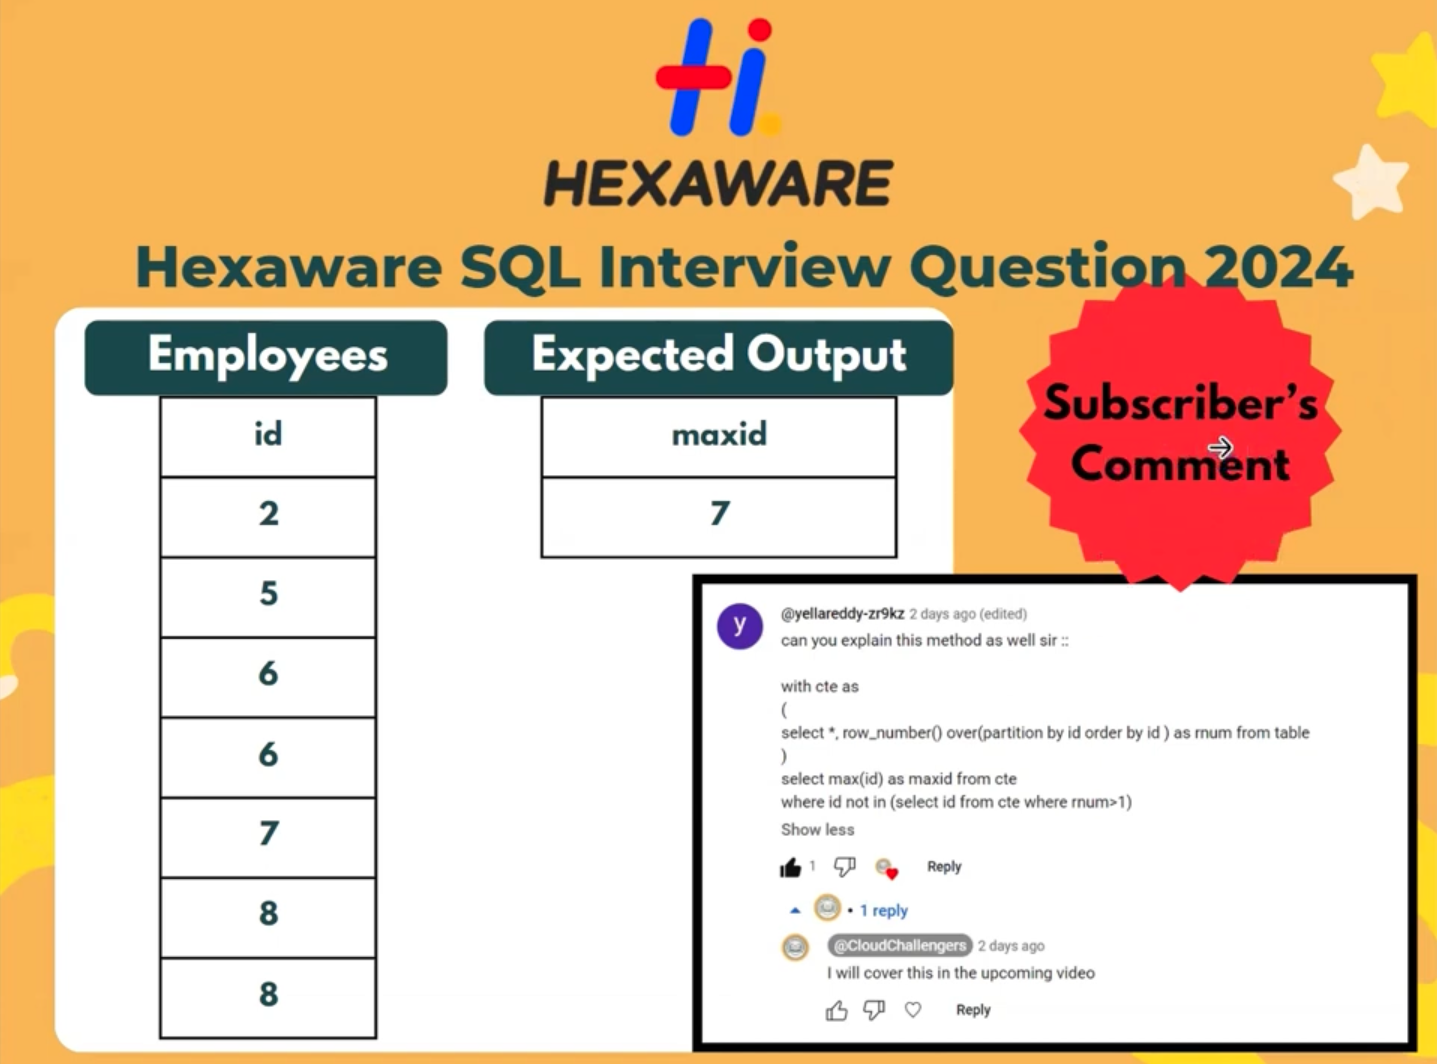 Hi
HEXAWARE
Hexaware SQL Interview Question 2024
Employees
id
2
5
6
6
7
8
8
Expected Output
maxid
7
Subscriber's
Comment
y
@yellareddy-zr9kz 2 days ago (edited)
can you explain this method as well sir ::
with cte as
(
select *, row_number() over(partition by id order by id ) as rnum from table
)
select max(id) as maxid from cte
where id not in (select id from cte where rnum>1)
Show less
1
Reply
1 reply
@CloudChallengers 2 days ago
I will cover this in the upcoming video
Reply